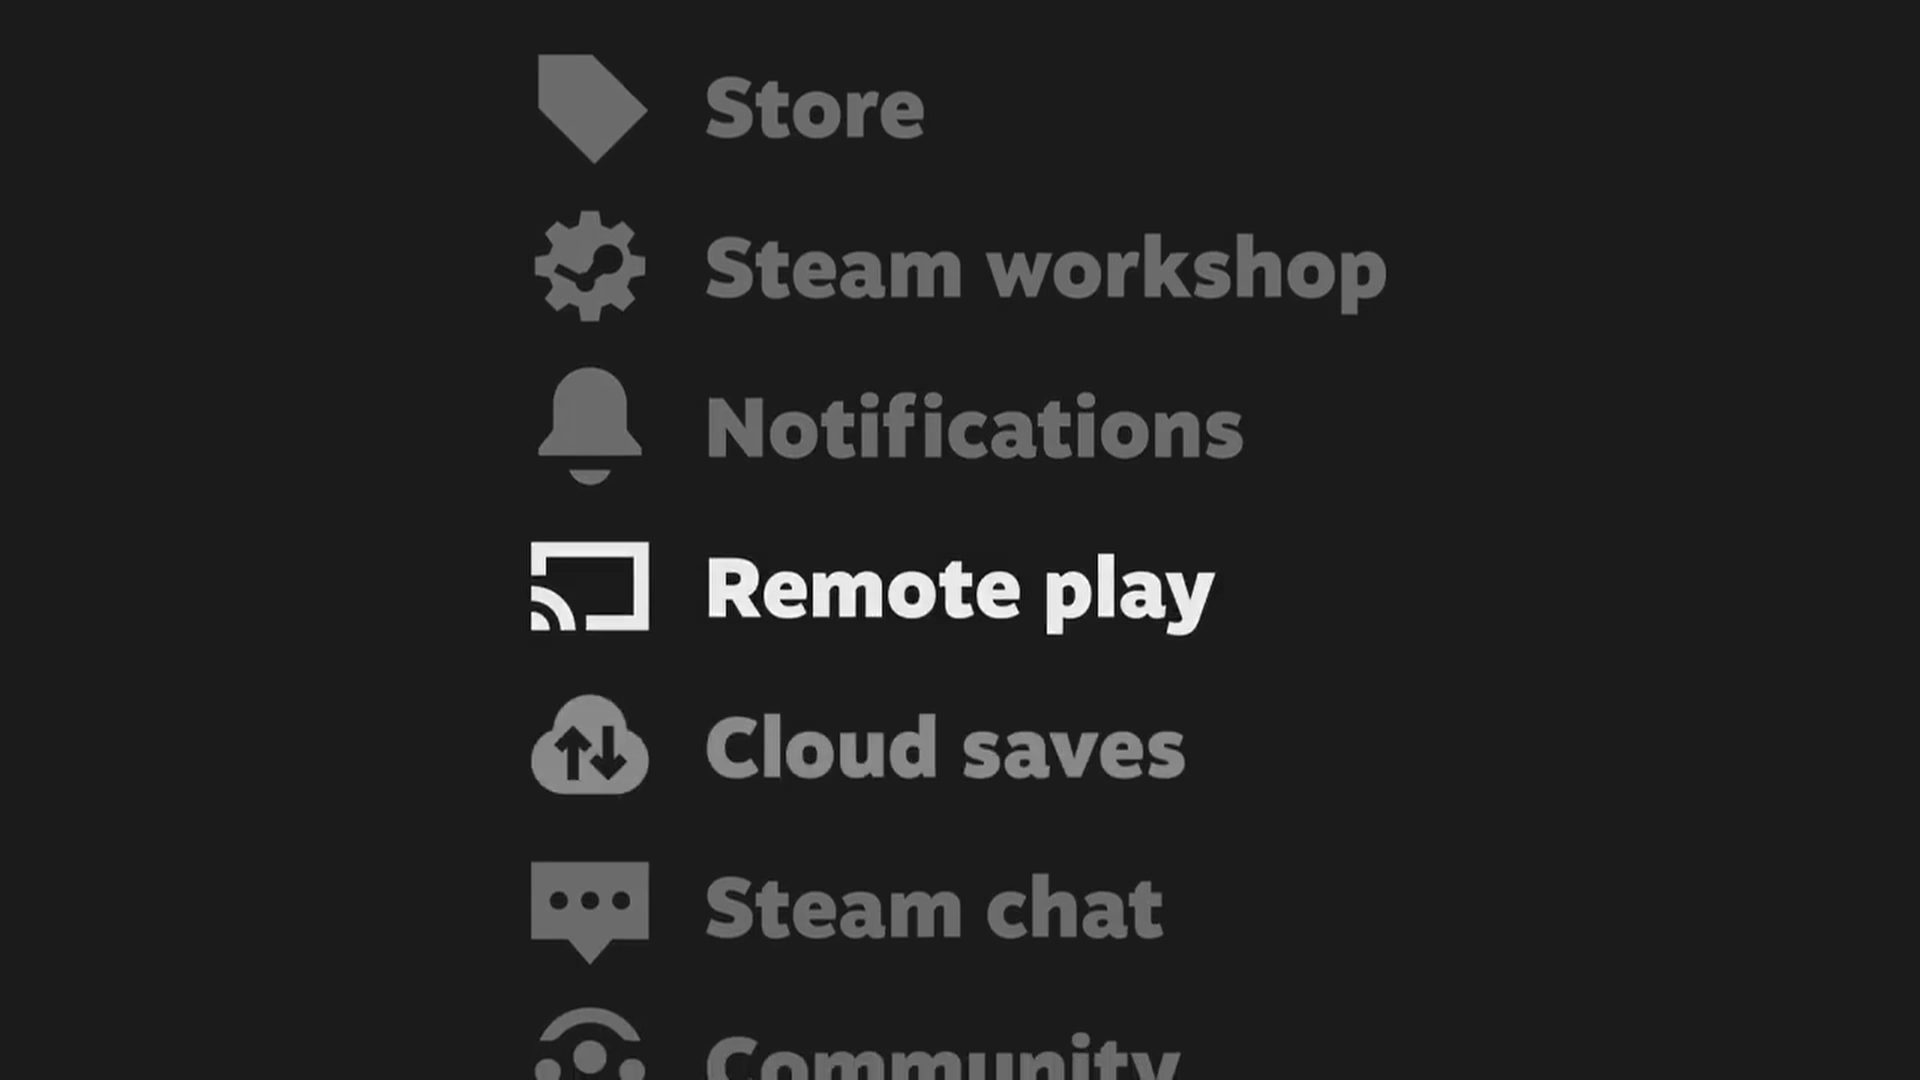 Store
Steam workshop
Notifications
Remote play
Cloud saves
Steam chat
Community